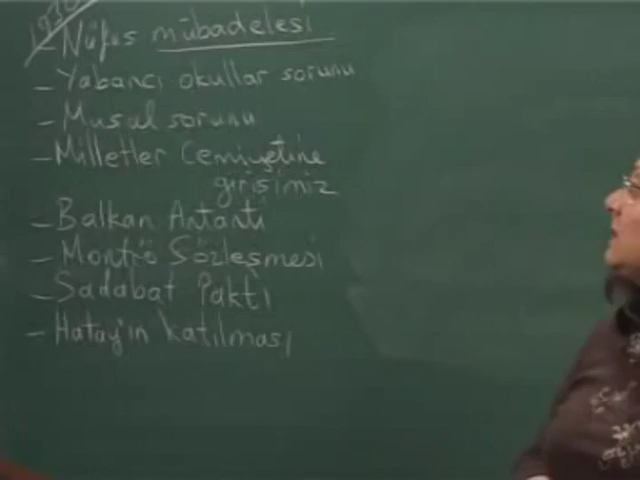 1930
- Nüfus mübadelesi
- Yabancı okullar sorunu
- Musul sorunu
- Milletler Cemiyetine
girişimiz
- Balkan Antantı
- Montrö Sözleşmesi
- Sadabat Paktı
- Hatay'ın katılması